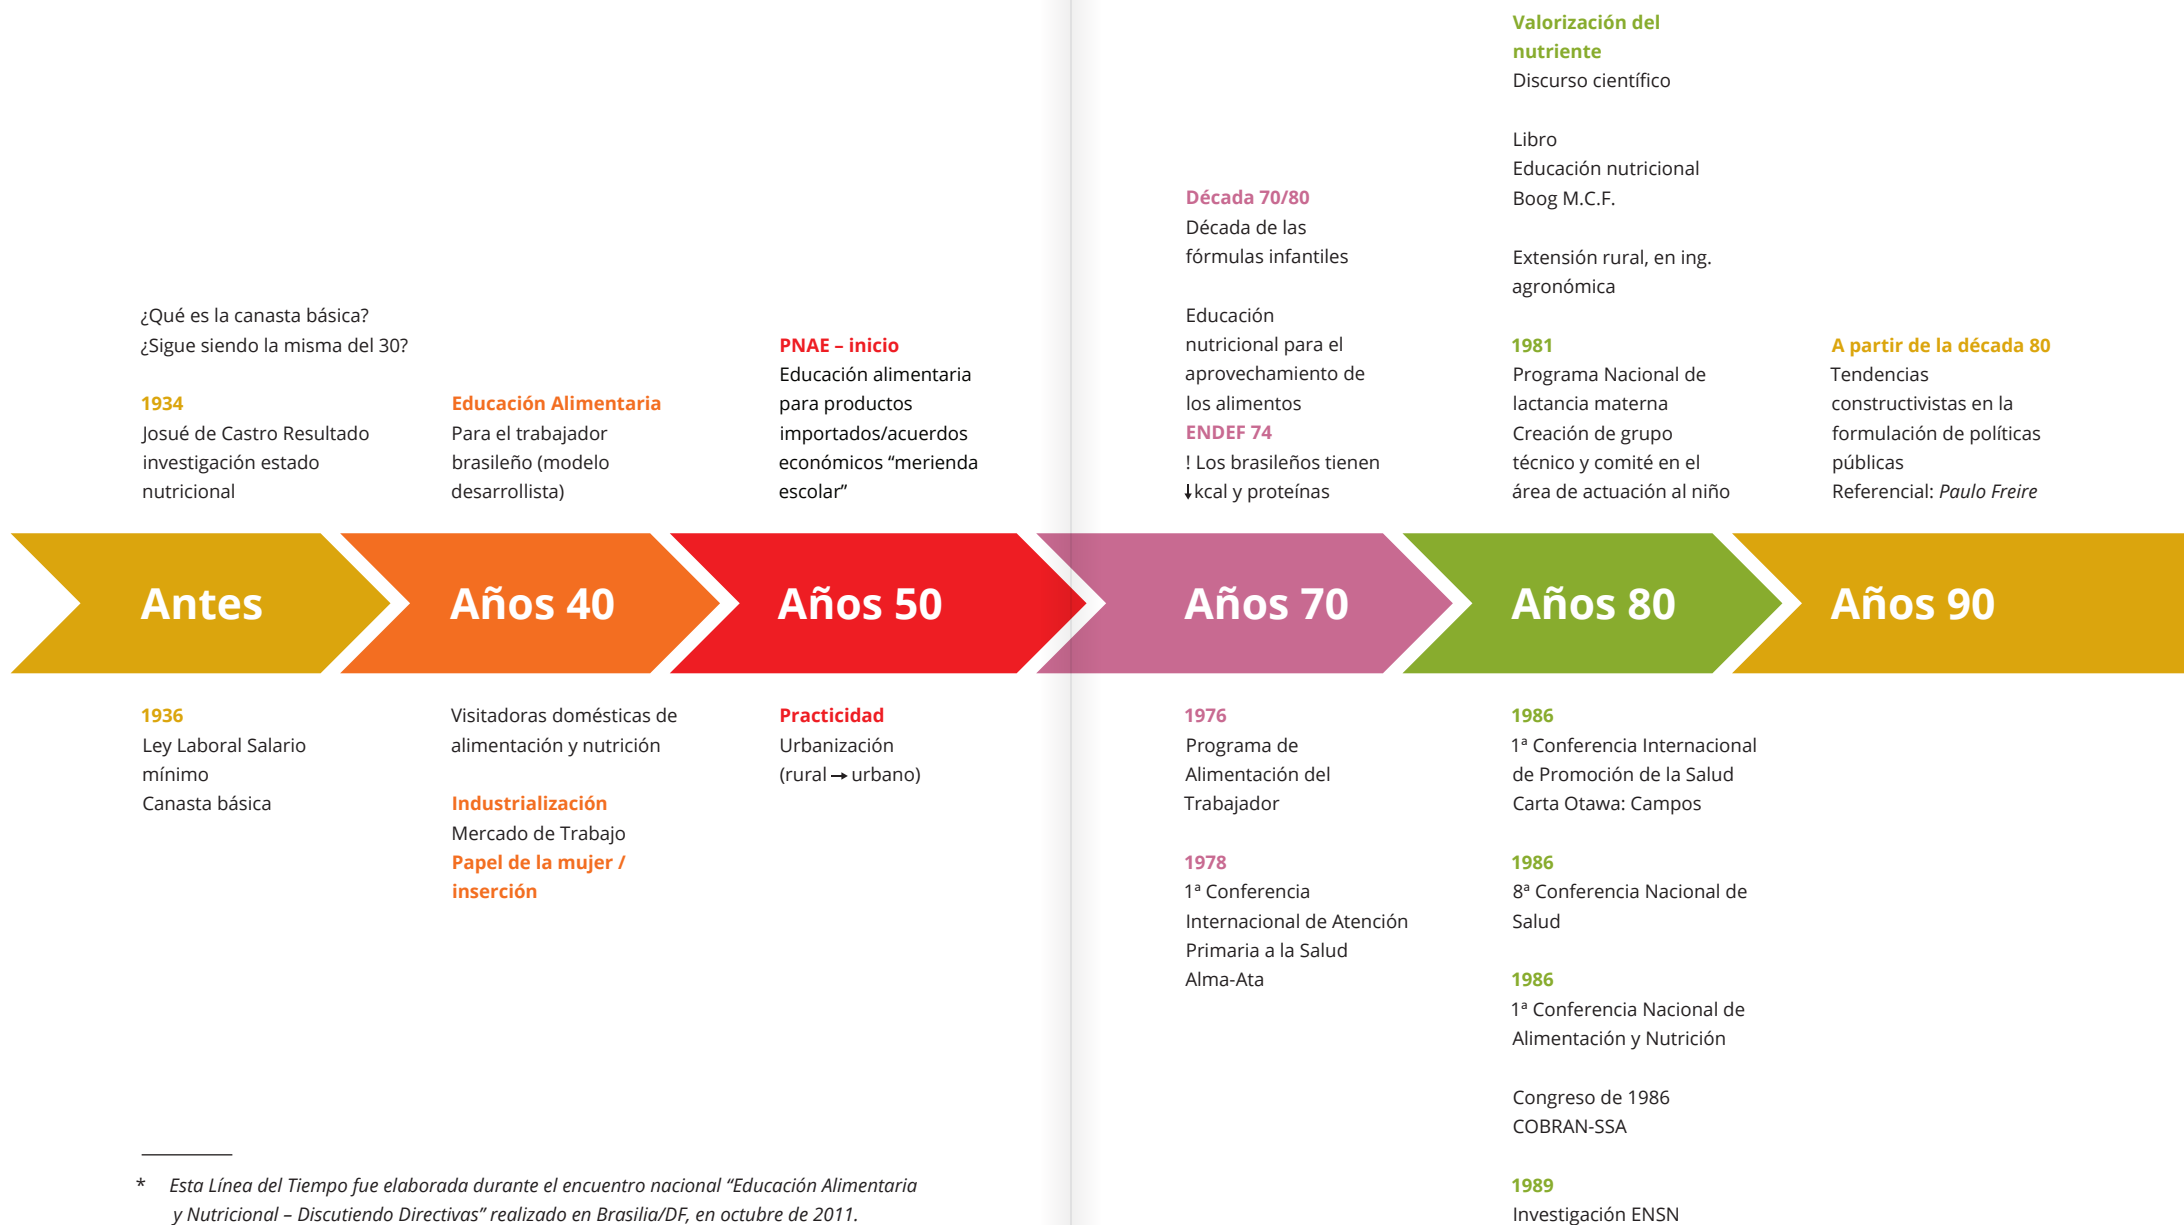 ¿Qué es la canasta básica?
¿Sigue siendo la misma del 30?
1934
Josué de Castro Resultado
investigación estado
nutricional
Antes
1936
Ley Laboral Salario
mínimo
Canasta básica
Educación Alimentaria
Para el trabajador
brasileño (modelo
desarrollista)
Años 40
Visitadoras domésticas de
alimentación y nutrición
Industrialización
Mercado de Trabajo
Papel de la mujer /
inserción
PNAE – inicio
Educación alimentaria
para productos
importados/acuerdos
económicos “merienda
escolar”
Años 50
Practicidad
Urbanización
(rural → urbano)
Década 70/80
Década de las
fórmulas infantiles
Educación
nutricional para el
aprovechamiento de
los alimentos
ENDEF 74
! Los brasileños tienen
↓kcal y proteínas
Años 70
1976
Programa de
Alimentación del
Trabajador
1978
1ª Conferencia
Internacional de Atención
Primaria a la Salud
Alma-Ata
Valorización del
nutriente
Discurso científico
Libro
Educación nutricional
Boog M.C.F.
Extensión rural, en ing.
agronómica
1981
Programa Nacional de
lactancia materna
Creación de grupo
técnico y comité en el
área de actuación al niño
Años 80
1986
1ª Conferencia Internacional
de Promoción de la Salud
Carta Otawa: Campos
1986
8ª Conferencia Nacional de
Salud
1986
1ª Conferencia Nacional de
Alimentación y Nutrición
Congreso de 1986
COBRAN-SSA
1989
Investigación ENSN
A partir de la década 80
Tendencias
constructivistas en la
formulación de políticas
públicas
Referencial: Paulo Freire
Años 90
* Esta Línea del Tiempo fue elaborada durante el encuentro nacional “Educación Alimentaria
y Nutricional – Discutiendo Directivas” realizado en Brasilia/DF, en octubre de 2011.